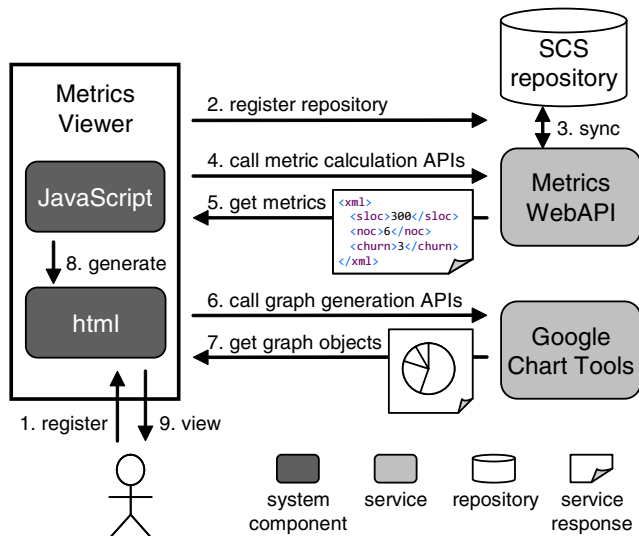 SCS
repository
Metrics
Viewer
2. register repository
3. sync
4. call metric calculation APIs
JavaScript
Metrics
WebAPI
5. get metrics
<xml>
<sloc>300</sloc>
<noc>6</noc>
<churn>3</churn>
</xml>
8. generate
6. call graph generation APIs
html
Google
Chart Tools
7. get graph objects
1. register
9. view
system
component
service
repository
service
response